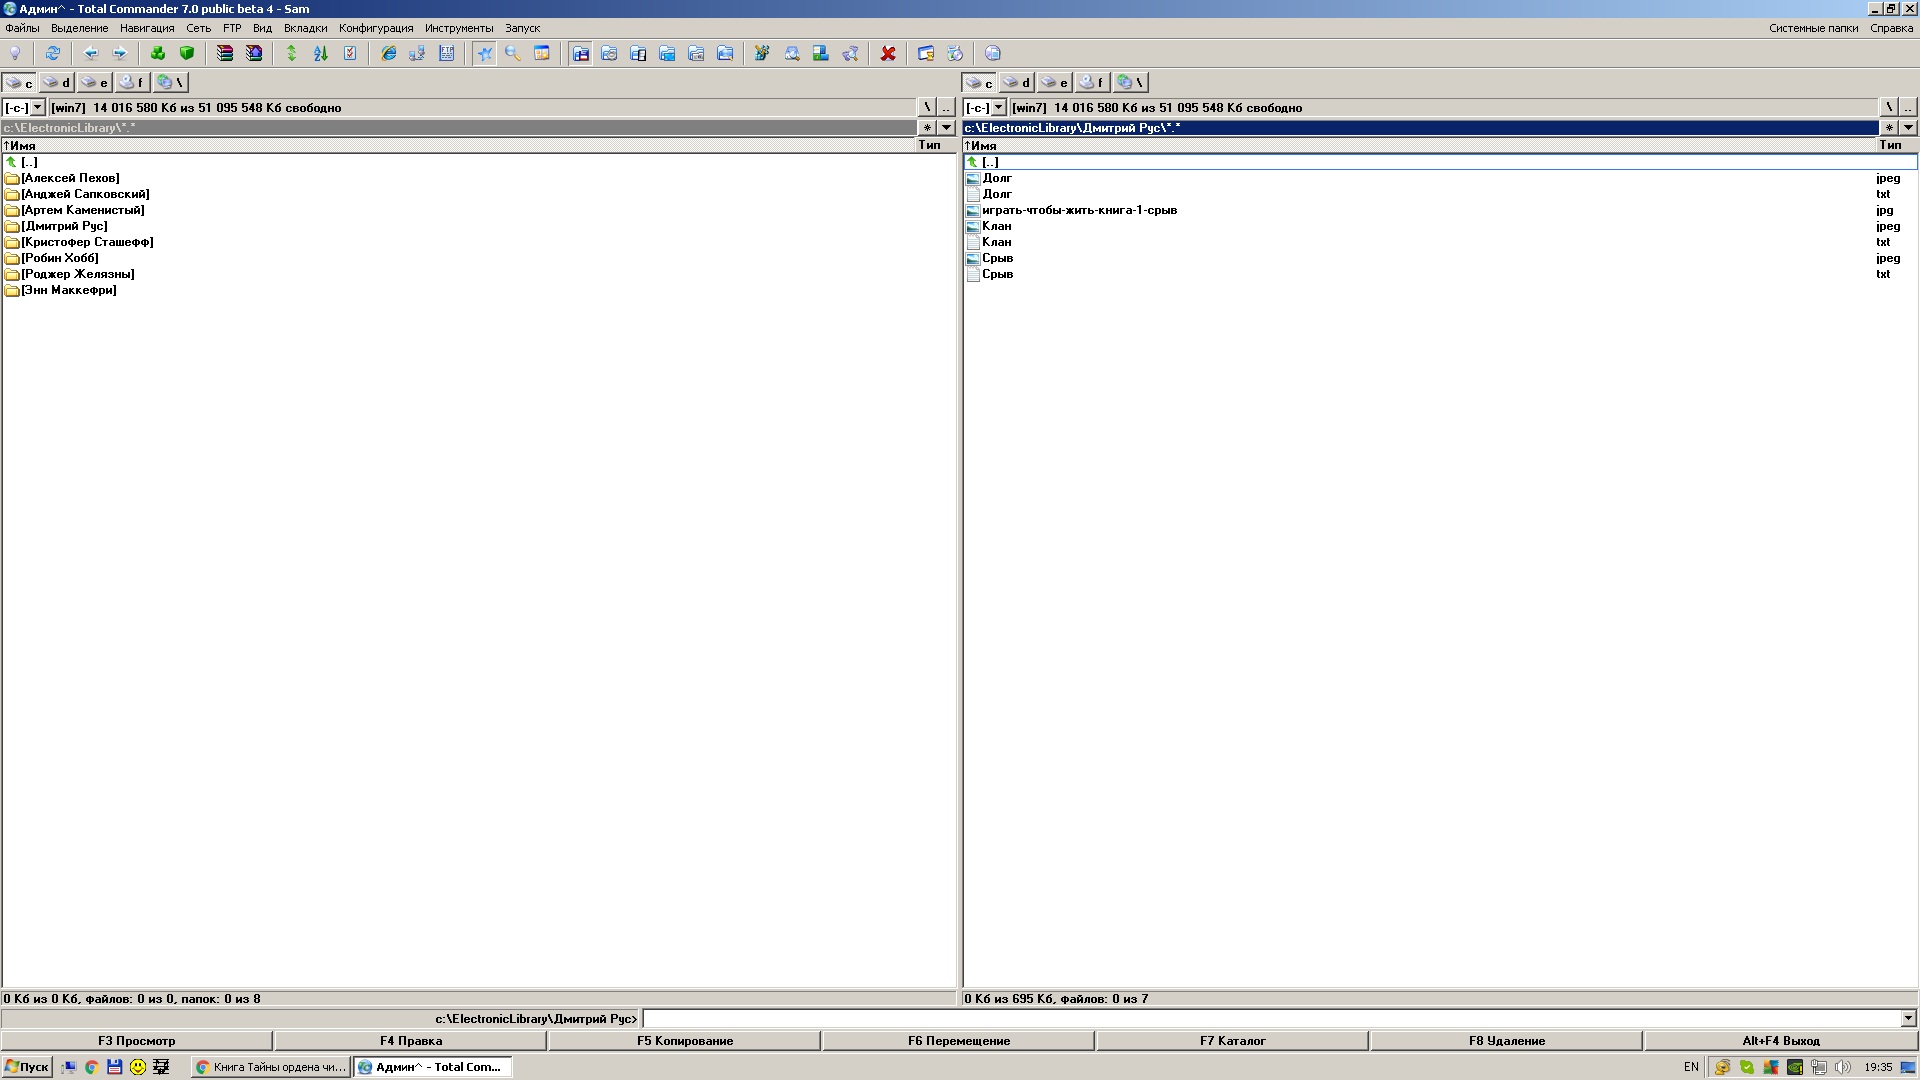 Админ^ - Total Commander 7.0 public beta 4 - Sam
Файлы Выделение Навигация Сеть FTP Вид Вкладки Конфигурация Инструменты Запуск Системные папки Справка
c d e f \ c d e f \
[-c-] [win7] 14 016 580 Кб из 51 095 548 Кб свободно \ .. [-c-] [win7] 14 016 580 Кб из 51 095 548 Кб свободно \ ..
c:\ElectronicLibrary\*.* * c:\ElectronicLibrary\Дмитрий Рус\*.* *
↑Имя Тип ↑Имя Тип
[..]
[Алексей Пехов]
[Анджей Сапковский]
[Артем Каменистый]
[Дмитрий Рус]
[Кристофер Сташефф]
[Робин Хобб]
[Роджер Желязны]
[Энн Маккефри]
[..]
Долг jpeg
Долг txt
играть-чтобы-жить-книга-1-срыв jpg
Клан jpeg
Клан txt
Срыв jpeg
Срыв txt
0 Кб из 0 Кб, файлов: 0 из 0, папок: 0 из 8 0 Кб из 695 Кб, файлов: 0 из 7
c:\ElectronicLibrary\Дмитрий Рус>
F3 Просмотр F4 Правка F5 Копирование F6 Перемещение F7 Каталог F8 Удаление Alt+F4 Выход
Пуск Книга Тайны ордена чи... Админ^ - Total Com... EN 19:35